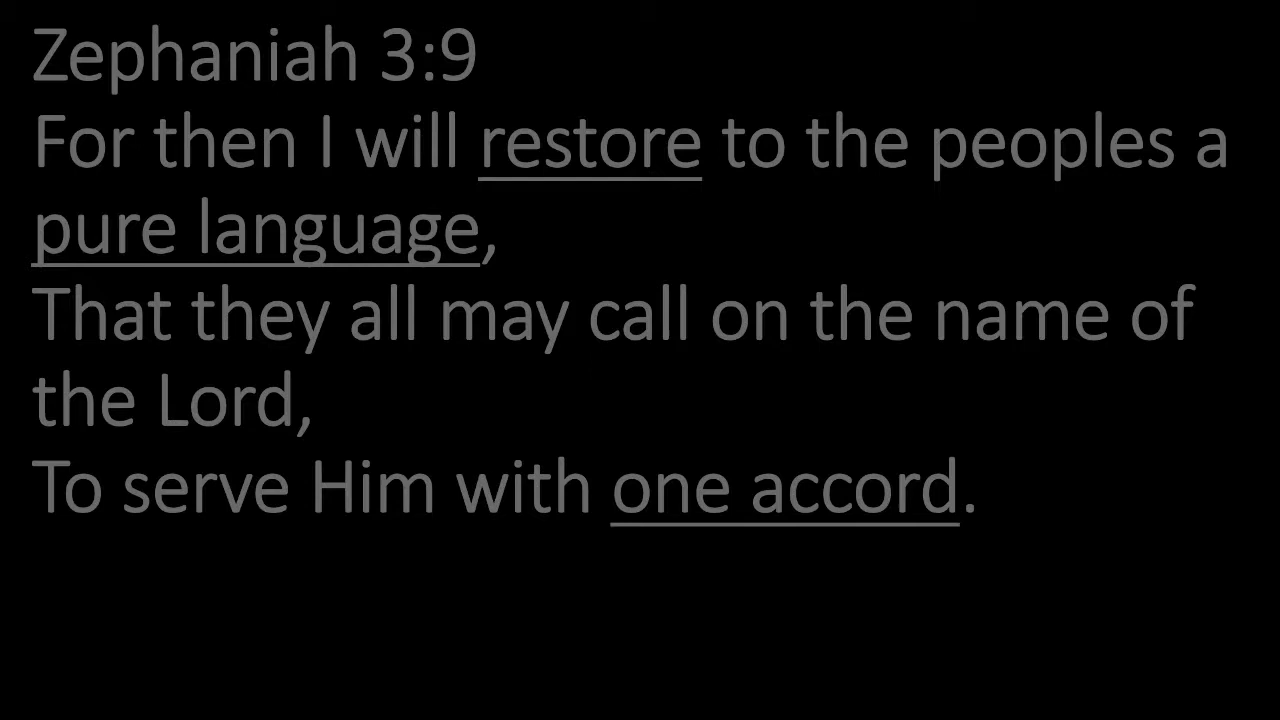 Zephaniah 3:9
For then I will restore to the peoples a
pure language,
That they all may call on the name of
the Lord,
To serve Him with one accord.